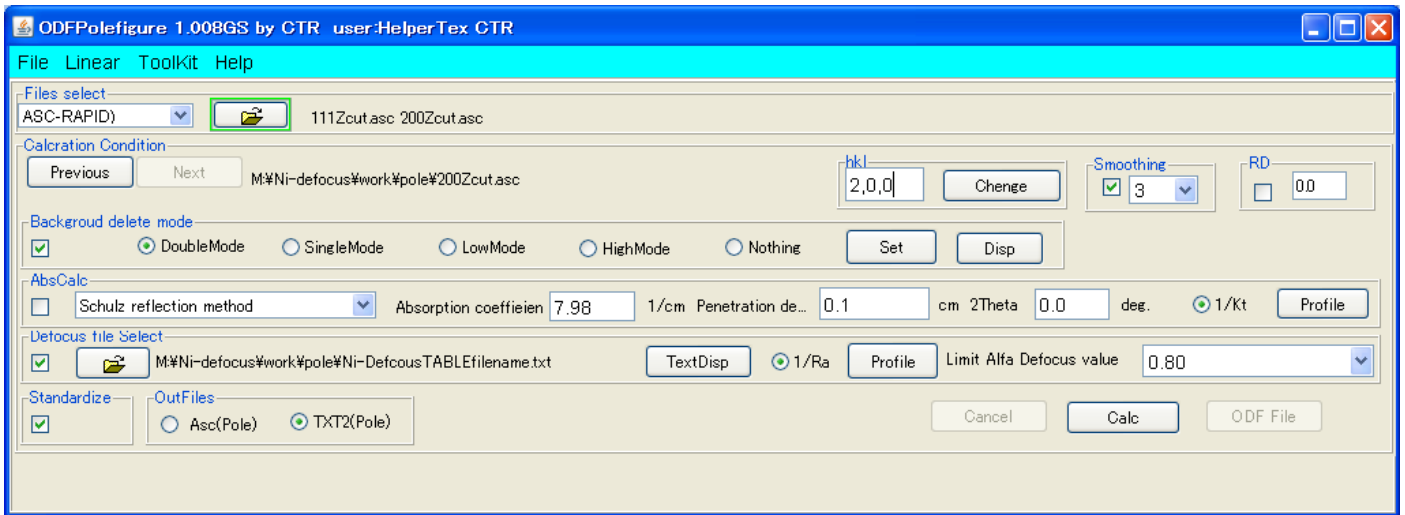 ODFPolefigure 1.008GS by CTR user:HelperTex CTR
File Linear ToolKit Help
Files select
ASC-RAPID) 111Zcut.asc 200Zcut.asc
Calcration Condition
Previous Next M:¥Ni-defocus¥work¥pole¥200Zcut.asc hkl 2,0,0 Chenge Smoothing 3 RD 0.0
Backgroud delete mode
DoubleMode SingleMode LowMode HighMode Nothing Set Disp
AbsCalc
Schulz reflection method Absorption coeffieien 7.98 1/cm Penetration de... 0.1 cm 2Theta 0.0 deg. 1/Kt Profile
Defocus file Select
M:¥Ni-defocus¥work¥pole¥Ni-DefcousTABLEfilename.txt TextDisp 1/Ra Profile Limit Alfa Defocus value 0.80
Standardize OutFiles
Asc(Pole) TXT2(Pole) Cancel Calc ODF File